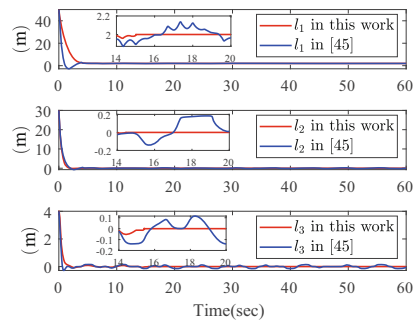 2.2
40
2
l1 in this work
20
l1 in [45]
(m)
0
14 16 18 20
0 10 20 30 40 50 60
30
0.2
l2 in this work
20
0
l2 in [45]
10
-0.2
(m)
14 16 18 20
0
0 10 20 30 40 50 60
4
0.1
l3 in this work
0
l3 in [45]
2
-0.1
(m)
-0.2
14 16 18 20
0
0 10 20 30 40 50 60
Time(sec)